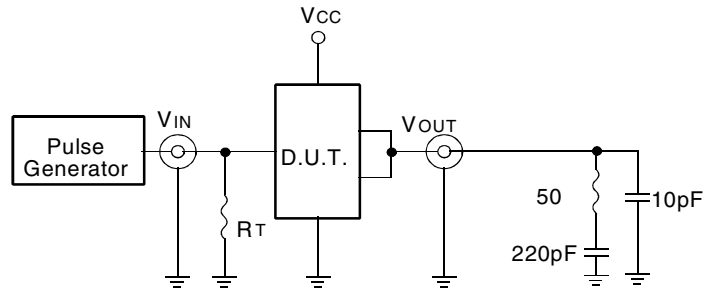 VCC
VIN
VOUT
Pulse
Generator
D.U.T.
RT
50
10pF
220pF